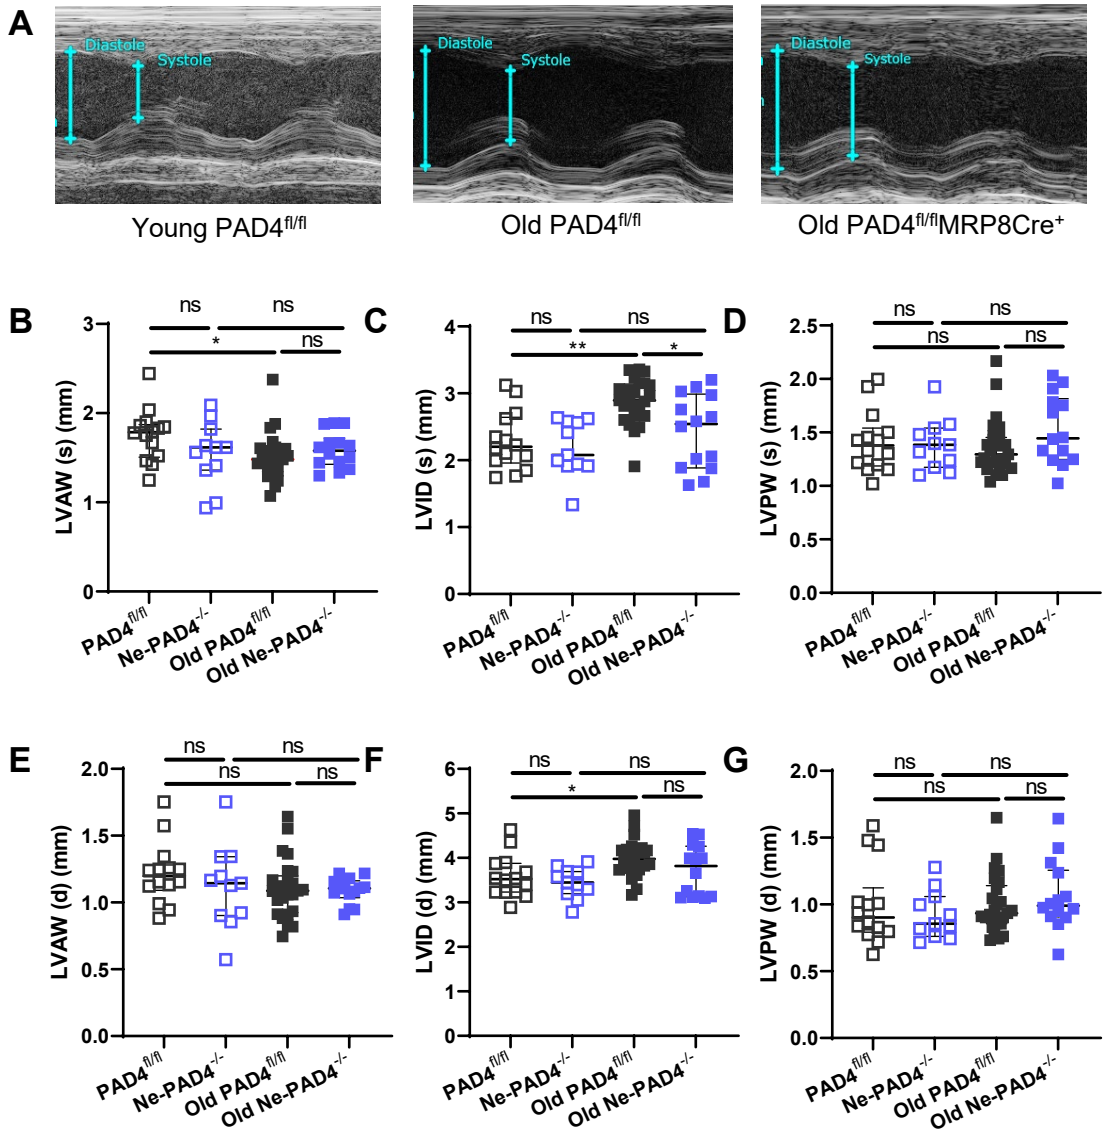 A
Diastole
Systole
Diastole
Systole
Diastole
Systole
Young PAD4fl/fl
Old PAD4fl/fl
Old PAD4fl/flMRP8Cre+
B
ns
ns
*
ns
LVAW (s) (mm)
3
2
1
0
PAD4fl/fl
Ne-PAD4-/-
Old PAD4fl/fl
Old Ne-PAD4-/-
C
ns
ns
**
*
LVID (s) (mm)
4
3
2
1
0
PAD4fl/fl
Ne-PAD4-/-
Old PAD4fl/fl
Old Ne-PAD4-/-
D
ns
ns
ns
ns
LVPW (s) (mm)
2.5
2.0
1.5
1.0
0.5
0.0
PAD4fl/fl
Ne-PAD4-/-
Old PAD4fl/fl
Old Ne-PAD4-/-
E
ns
ns
ns
ns
LVAW (d) (mm)
2.0
1.5
1.0
0.5
0.0
PAD4fl/fl
Ne-PAD4-/-
Old PAD4fl/fl
Old Ne-PAD4-/-
F
ns
ns
*
ns
LVID (d) (mm)
6
5
4
3
2
1
0
PAD4fl/fl
Ne-PAD4-/-
Old PAD4fl/fl
Old Ne-PAD4-/-
G
ns
ns
ns
ns
LVPW (d) (mm)
2.0
1.5
1.0
0.5
0.0
PAD4fl/fl
Ne-PAD4-/-
Old PAD4fl/fl
Old Ne-PAD4-/-